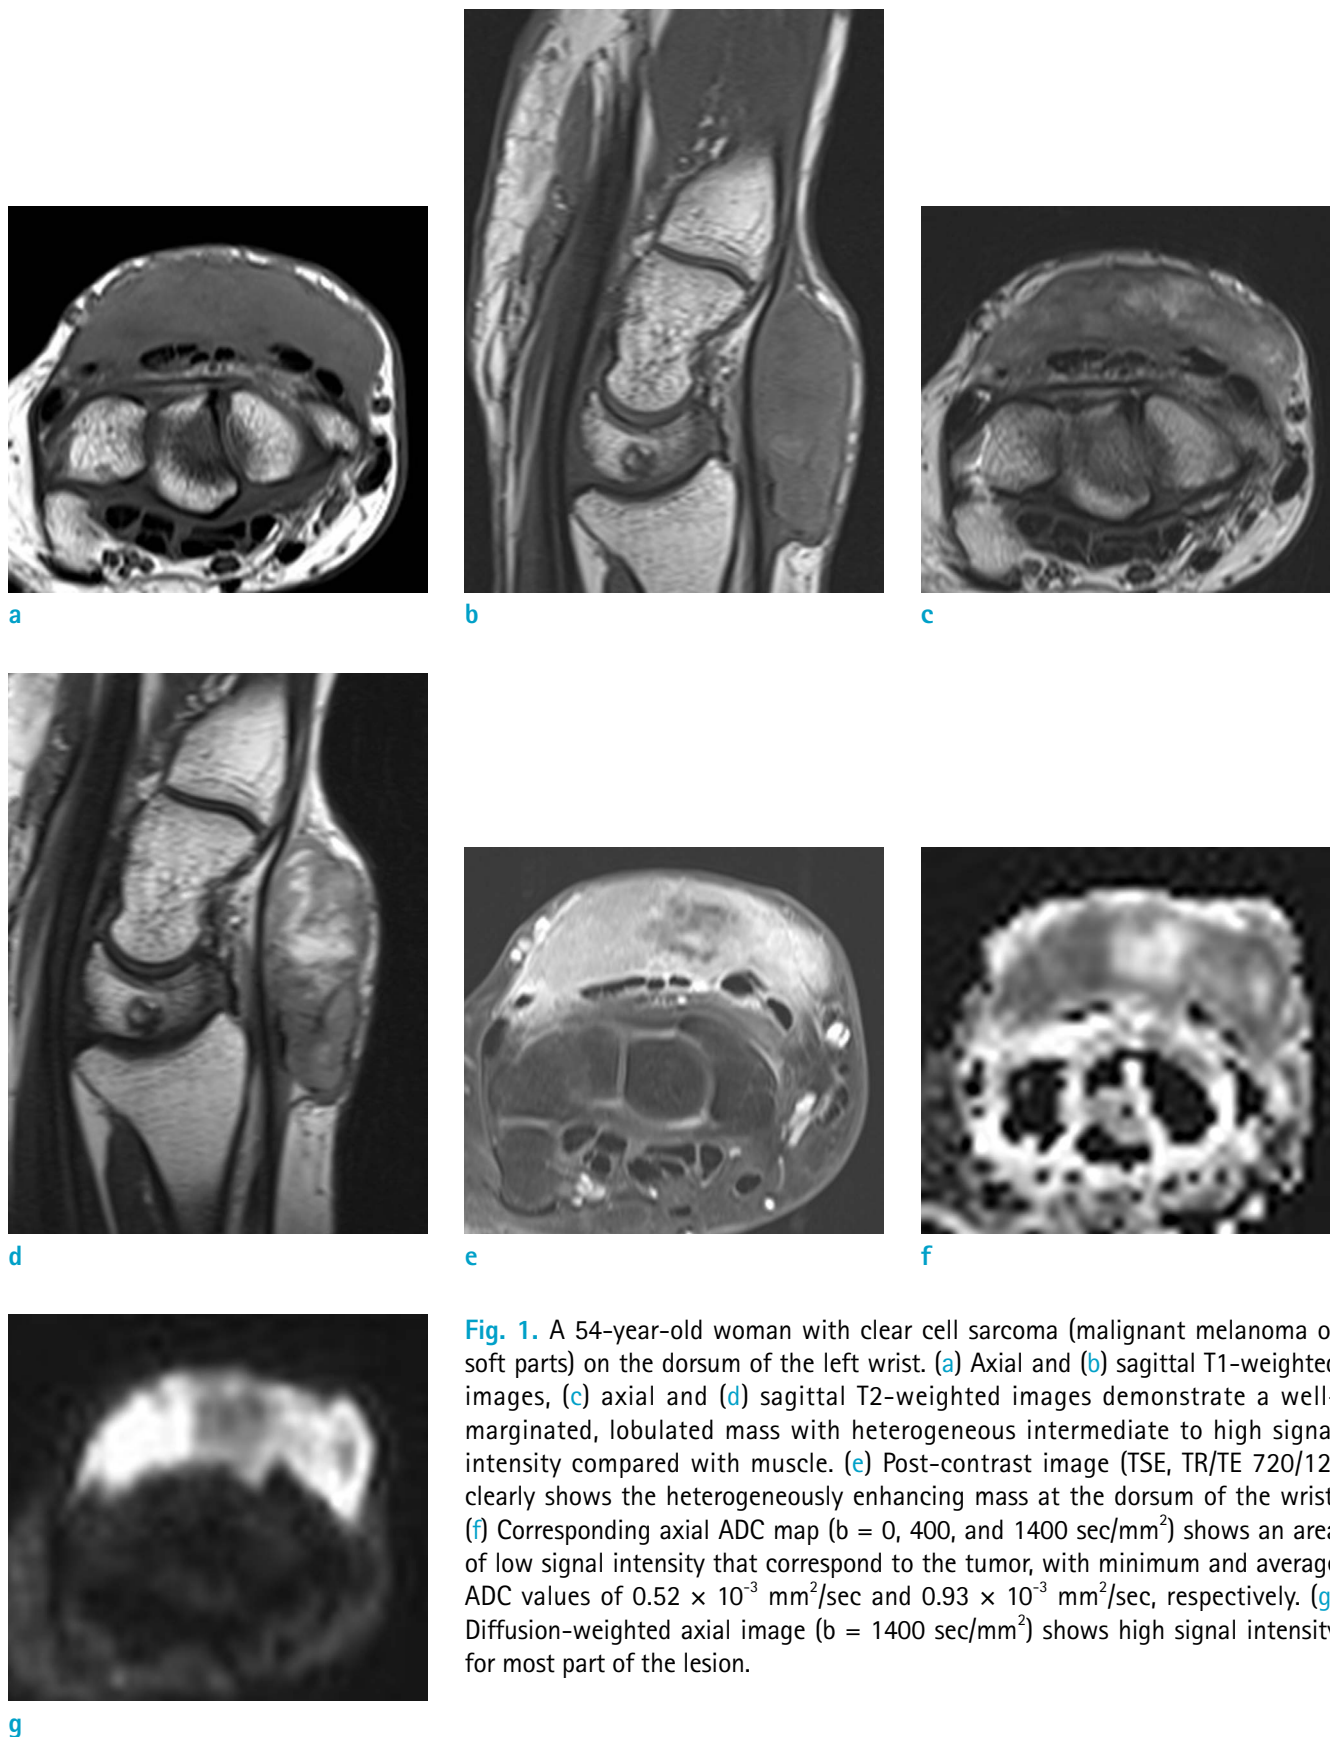 a
b
c
d
e
f
Fig. 1. A 54-year-old woman with clear cell sarcoma (malignant melanoma o
soft parts) on the dorsum of the left wrist. (a) Axial and (b) sagittal T1-weighted
images, (c) axial and (d) sagittal T2-weighted images demonstrate a well-
marginated, lobulated mass with heterogeneous intermediate to high signal
intensity compared with muscle. (e) Post-contrast image (TSE, TR/TE 720/12
clearly shows the heterogeneously enhancing mass at the dorsum of the wrist
(f) Corresponding axial ADC map (b = 0, 400, and 1400 sec/mm²) shows an area
of low signal intensity that correspond to the tumor, with minimum and average
ADC values of 0.52 × 10⁻³ mm²/sec and 0.93 × 10⁻³ mm²/sec, respectively. (g
Diffusion-weighted axial image (b = 1400 sec/mm²) shows high signal intensity
for most part of the lesion.
g